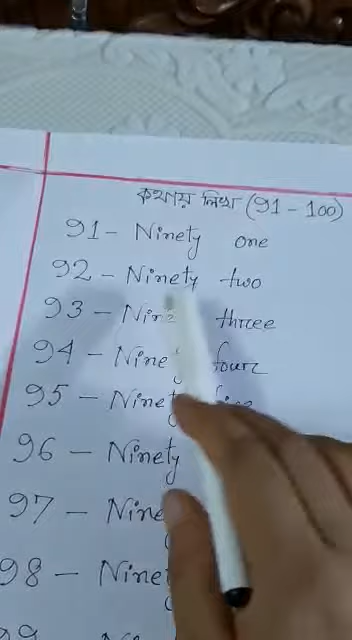 কথায় লিখ (91 - 100)
91 - Ninety one
92 - Ninety two
93 - three
94 - four
95 -
96 - Ninety
97 -
98 -